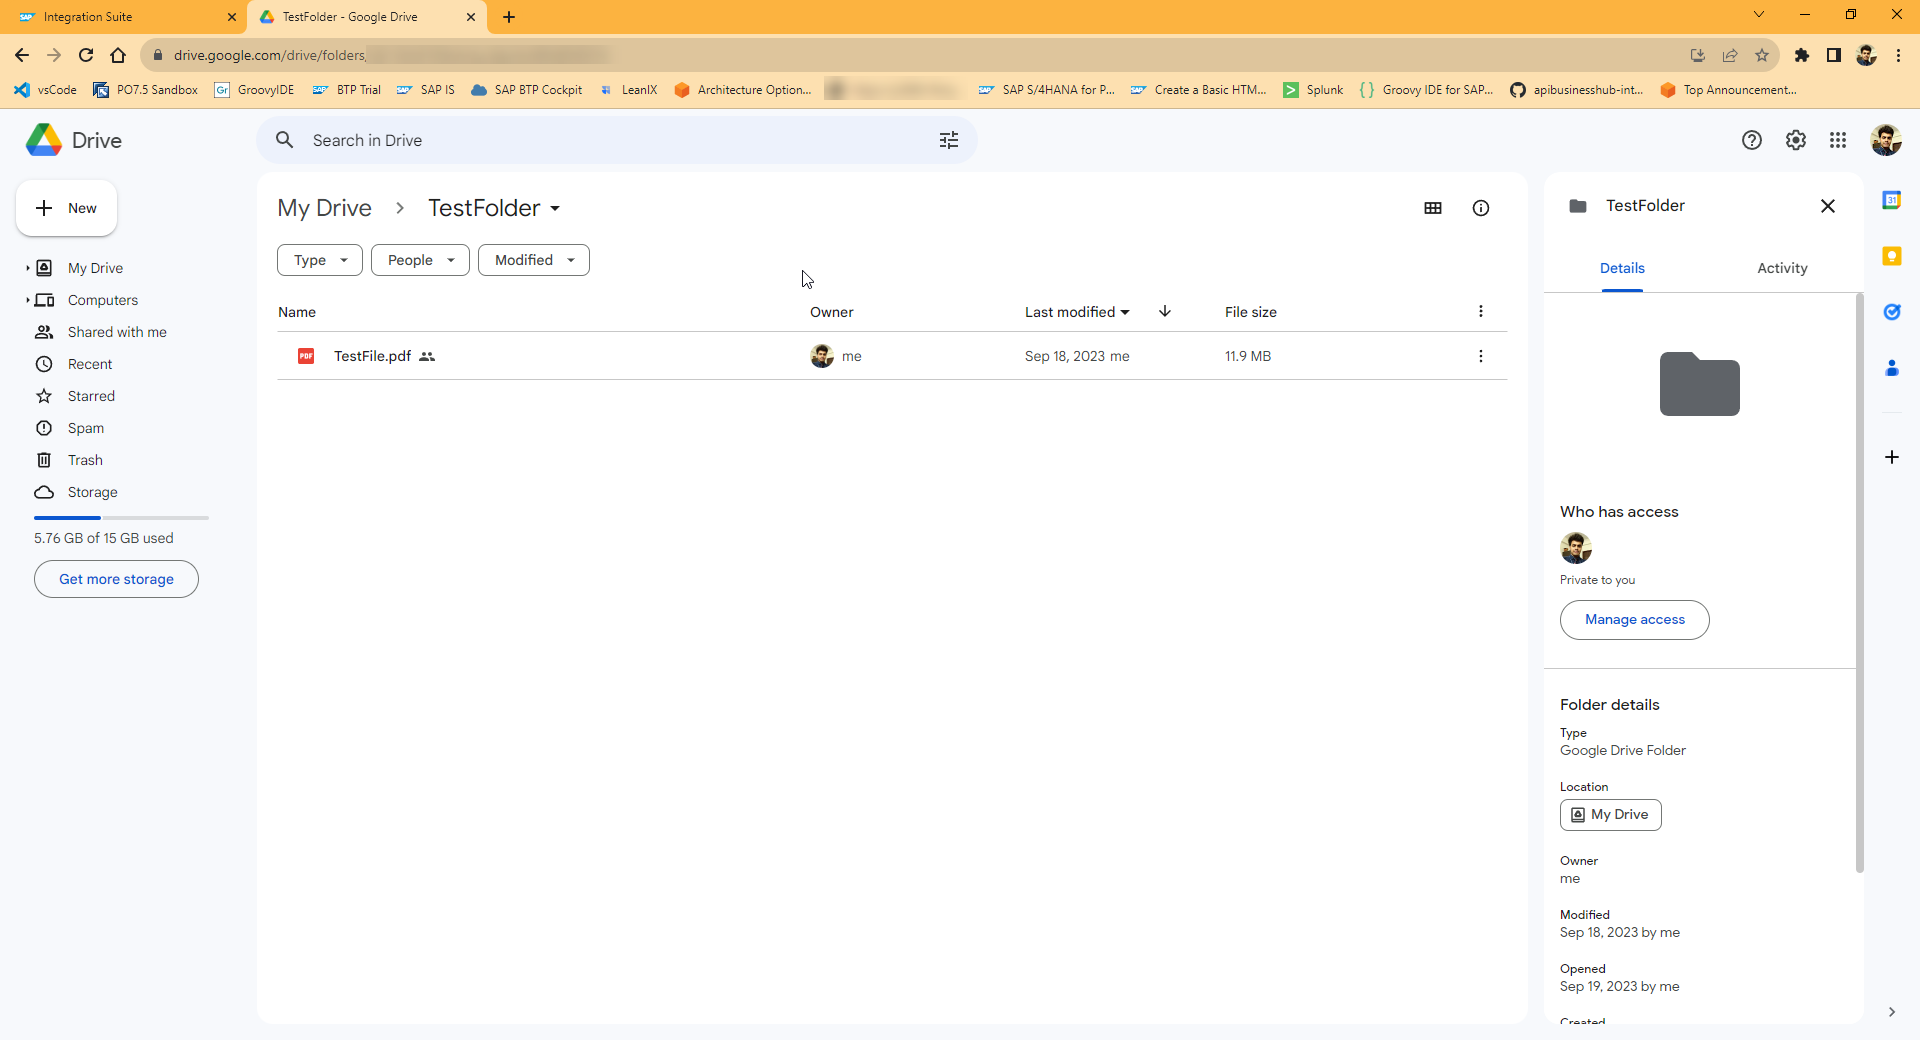 Integration Suite
TestFolder - Google Drive
drive.google.com/drive/folders
vsCode
PO7.5 Sandbox
GroovyIDE
BTP Trial
SAP IS
SAP BTP Cockpit
LeanIX
Architecture Option...
SAP S/4HANA for P...
Create a Basic HTM...
Splunk
Groovy IDE for SAP...
apibusinesshub-int...
Top Announcement...
Drive
Search in Drive
New
My Drive
Computers
Shared with me
Recent
Starred
Spam
Trash
Storage
5.76 GB of 15 GB used
Get more storage
My Drive > TestFolder
Type
People
Modified
Name
Owner
Last modified
File size
PDF
TestFile.pdf
me
Sep 18, 2023 me
11.9 MB
TestFolder
Details
Activity
Who has access
Private to you
Manage access
Folder details
Type
Google Drive Folder
Location
My Drive
Owner
me
Modified
Sep 18, 2023 by me
Opened
Sep 19, 2023 by me
Created
31